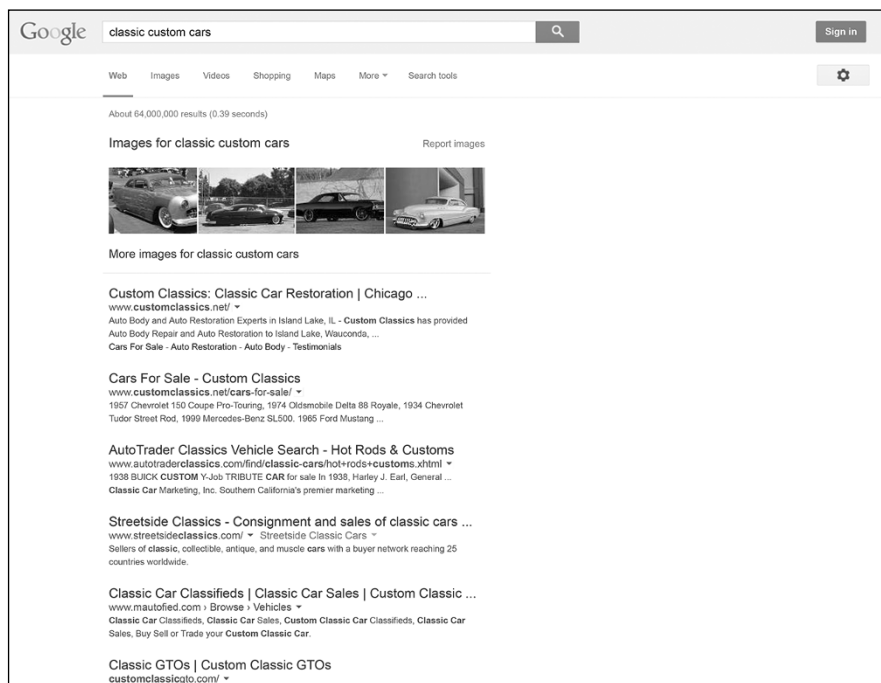 Google
classic custom cars
Sign in
Web Images Videos Shopping Maps More Search tools
About 64,000,000 results (0.39 seconds)
Images for classic custom cars
Report images
More images for classic custom cars
Custom Classics: Classic Car Restoration | Chicago ...
www.customclassics.net/
Auto Body and Auto Restoration Experts in Island Lake, IL - Custom Classics has provided
Auto Body Repair and Auto Restoration to Island Lake, Wauconda, ...
Cars For Sale - Auto Restoration - Auto Body - Testimonials
Cars For Sale - Custom Classics
www.customclassics.net/cars-for-sale/
1957 Chevrolet 150 Coupe Pro-Touring, 1974 Oldsmobile Delta 88 Royale, 1934 Chevrolet
Tudor Street Rod, 1999 Mercedes-Benz SL500. 1965 Ford Mustang ...
AutoTrader Classics Vehicle Search - Hot Rods & Customs
www.autotraderclassics.com/find/classic-cars/hot+rods+customs.xhtml
1938 BUICK CUSTOM Y-Job TRIBUTE CAR for sale In 1938, Harley J. Earl, General ...
Classic Car Marketing, Inc. Southern California's premier marketing ...
Streetside Classics - Consignment and sales of classic cars ...
www.streetsideclassics.com/ Streetside Classic Cars
Sellers of classic, collectible, antique, and muscle cars with a buyer network reaching 25
countries worldwide.
Classic Car Classifieds | Classic Car Sales | Custom Classic ...
www.mautofied.com › Browse › Vehicles
Classic Car Classifieds, Classic Car Sales, Custom Classic Car Classifieds, Classic Car
Sales, Buy Sell or Trade your Custom Classic Car.
Classic GTOs | Custom Classic GTOs
customclassicgto.com/